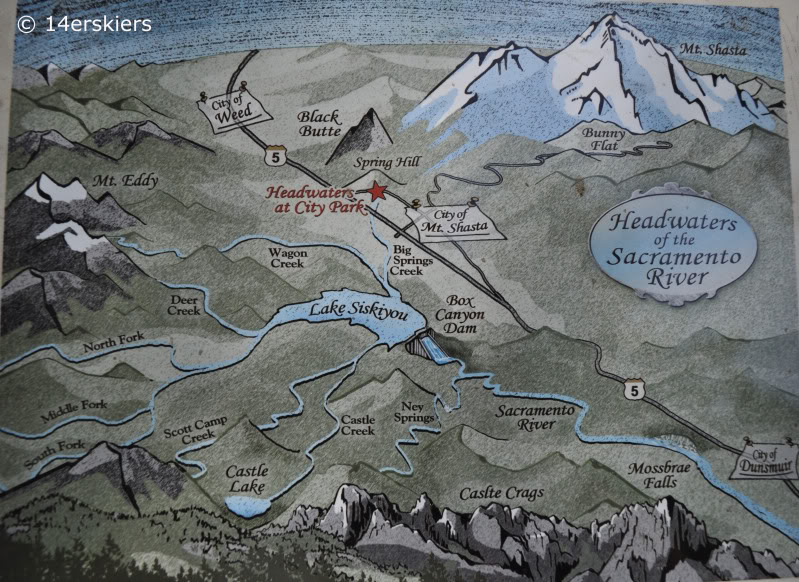 © 14erskiers
Mt. Shasta
City of
Weed
Black
Butte
Bunny
Flat
5
Spring Hill
Mt. Eddy
Headwaters
at City Park
City of
Mt. Shasta
Headwaters
of the
Sacramento
River
Wagon
Creek
Big
Springs
Creek
Deer
Creek
Lake Siskiyou
Box
Canyon
Dam
North Fork
5
Middle Fork
Scott Camp
Creek
Castle
Creek
Ney
Springs
Sacramento
River
South Fork
City of
Dunsmuir
Castle
Lake
Caslte Crags
Mossbrae
Falls